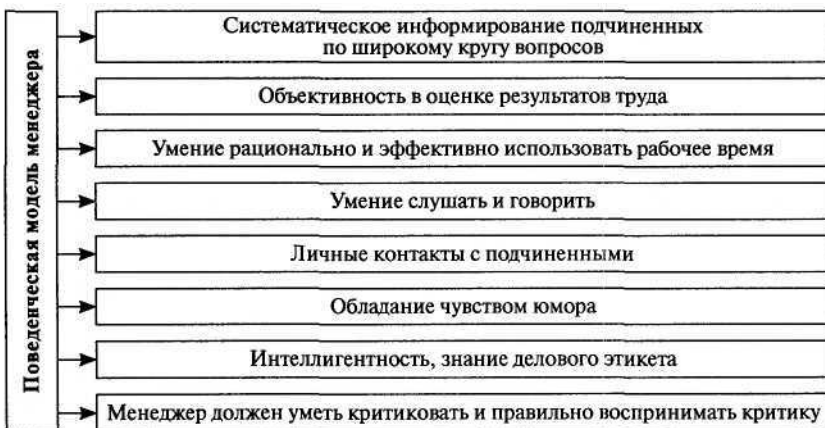 Поведенческая модель менеджера
Систематическое информирование подчиненных
по широкому кругу вопросов
Объективность в оценке результатов труда
Умение рационально и эффективно использовать рабочее время
Умение слушать и говорить
Личные контакты с подчиненными
Обладание чувством юмора
Интеллигентность, знание делового этикета
Менеджер должен уметь критиковать и правильно воспринимать критику